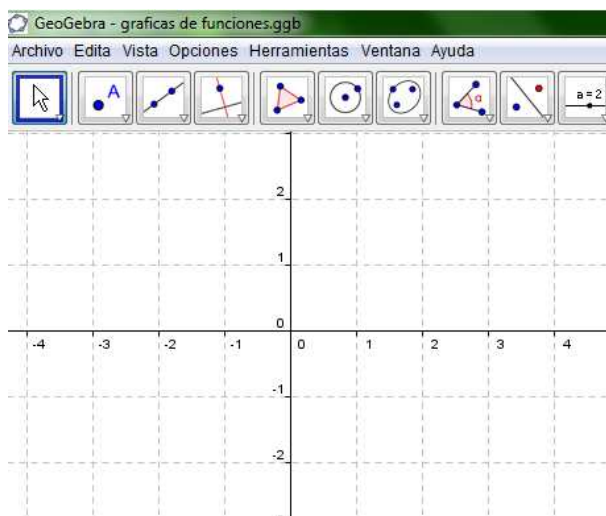 GeoGebra - graficas de funciones.ggb
Archivo Edita Vista Opciones Herramientas Ventana Ayuda
A
α
a = 2
2
1
0
-4 -3 -2 -1 0 1 2 3 4
-1
-2